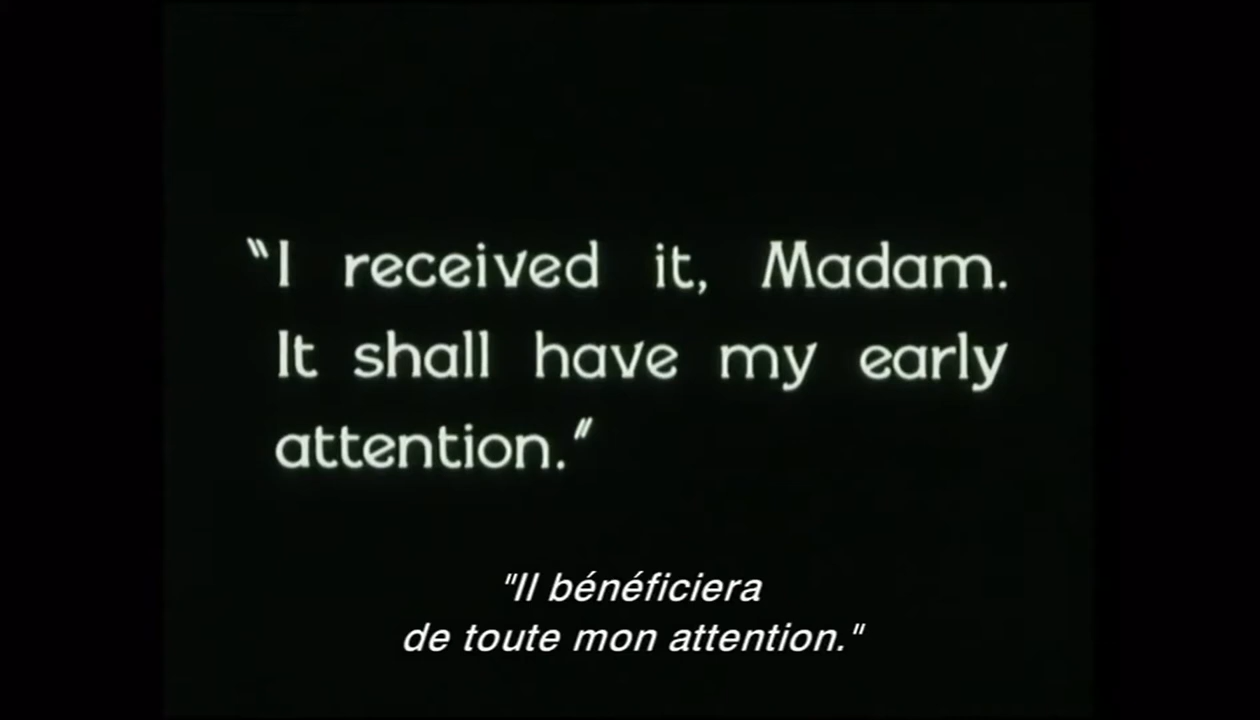 "I received it, Madam.
It shall have my early
attention."
"Il bénéficiera
de toute mon attention."